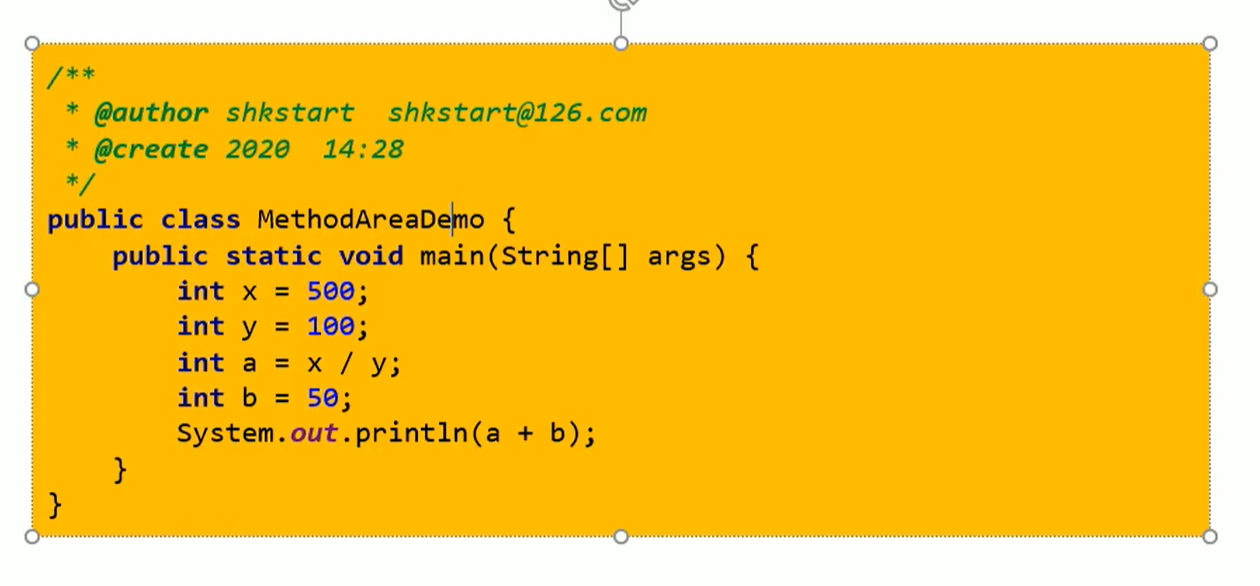 /**
 * @author shkstart  shkstart@126.com
 * @create 2020  14:28
 */
public class MethodAreaDemo {
    public static void main(String[] args) {
        int x = 500;
        int y = 100;
        int a = x / y;
        int b = 50;
        System.out.println(a + b);
    }
}